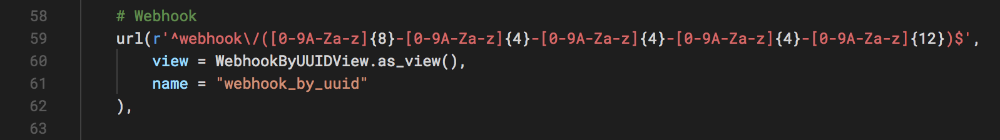 58 # Webhook
59 url(r'^webhook\/([0-9A-Za-z]{8}-[0-9A-Za-z]{4}-[0-9A-Za-z]{4}-[0-9A-Za-z]{4}-[0-9A-Za-z]{12})$',
60 view = WebhookByUUIDView.as_view(),
61 name = "webhook_by_uuid"
62 ),
63